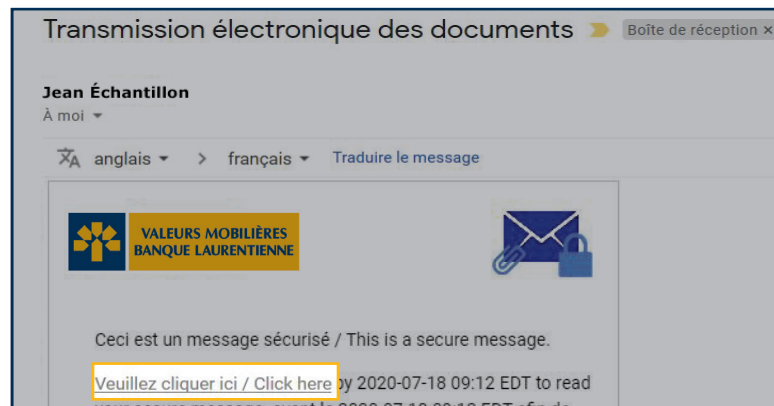 Transmission électronique des documents
Boîte de réception ×
Jean Échantillon
À moi
anglais > français Traduire le message
VALEURS MOBILIÈRES
BANQUE LAURENTIENNE
Ceci est un message sécurisé / This is a secure message.
Veuillez cliquer ici / Click here by 2020-07-18 09:12 EDT to read